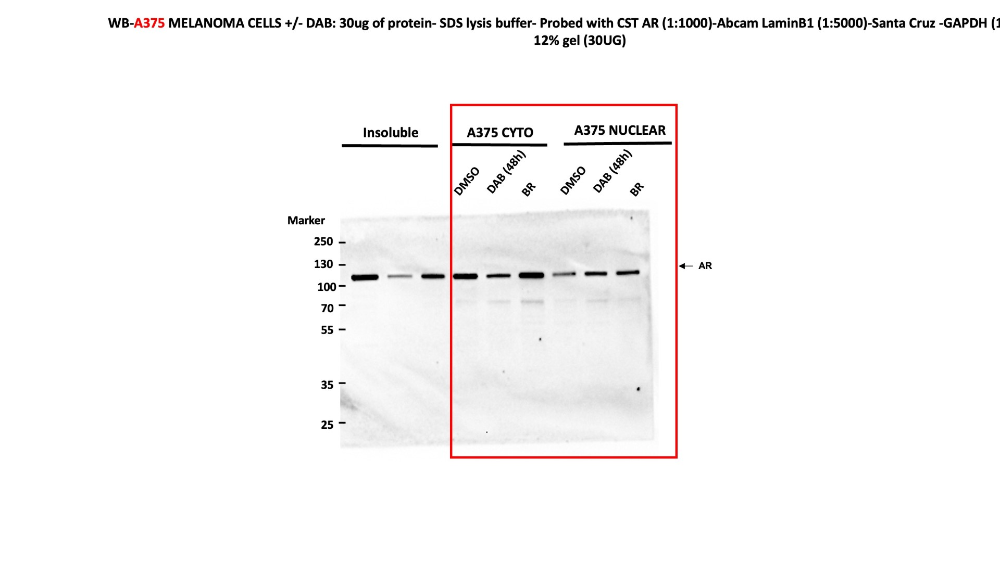 WB-A375 MELANOMA CELLS +/- DAB: 30ug of protein- SDS lysis buffer- Probed with CST AR (1:1000)-Abcam LaminB1 (1:5000)-Santa Cruz -GAPDH (1
12% gel (30UG)
Insoluble
A375 CYTO
A375 NUCLEAR
DMSO
DAB (48h)
BR
DMSO
DAB (48h)
BR
Marker
250
130
AR
100
70
55
35
25